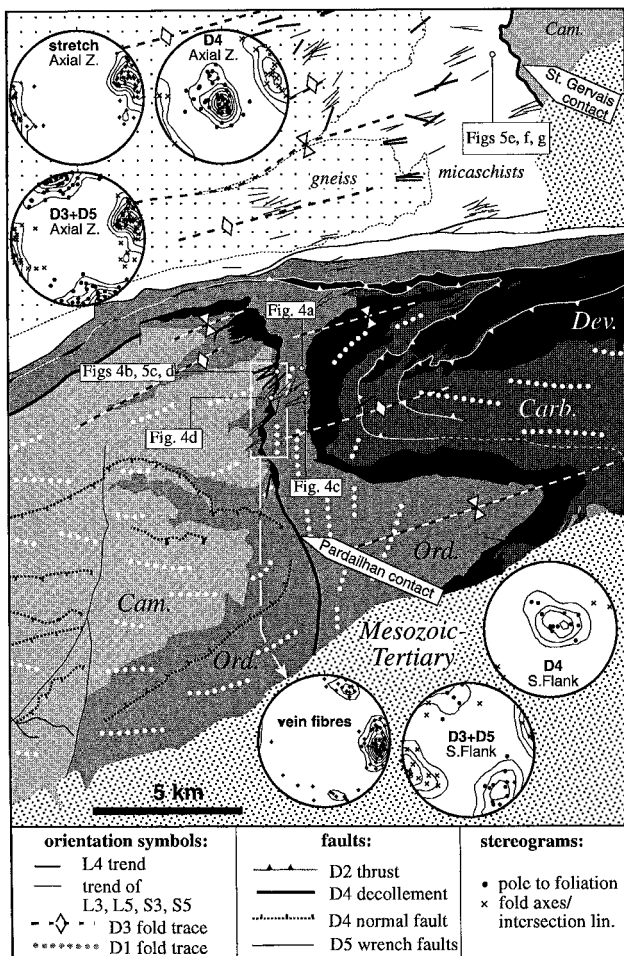 stretch
Axial Z.
D4
Axial Z.
Cam.
St. Gervais
contact
Figs 5e, f, g
gneiss
micaschists
D3+D5
Axial Z.
Fig. 4a
Dev.
Figs 4b, 5c, d
Carb.
Fig. 4d
Fig. 4c
Pardailhan contact
Ord.
Cam.
Ord.
Mesozoic-
Tertiary
D4
S.Flank
vein fibres
D3+D5
S.Flank
5 km
orientation symbols:
L4 trend
trend of
L3, L5, S3, S5
D3 fold trace
D1 fold trace
faults:
D2 thrust
D4 decollement
D4 normal fault
D5 wrench faults
stereograms:
pole to foliation
fold axes/
intersection lin.